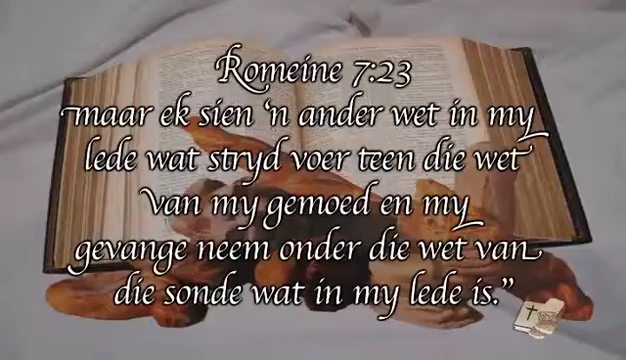 Romeine 7:23
maar ek sien ‘n ander wet in my
lede wat stryd voer teen die wet
van my gemoed en my
gevange neem onder die wet van
die sonde wat in my lede is.”